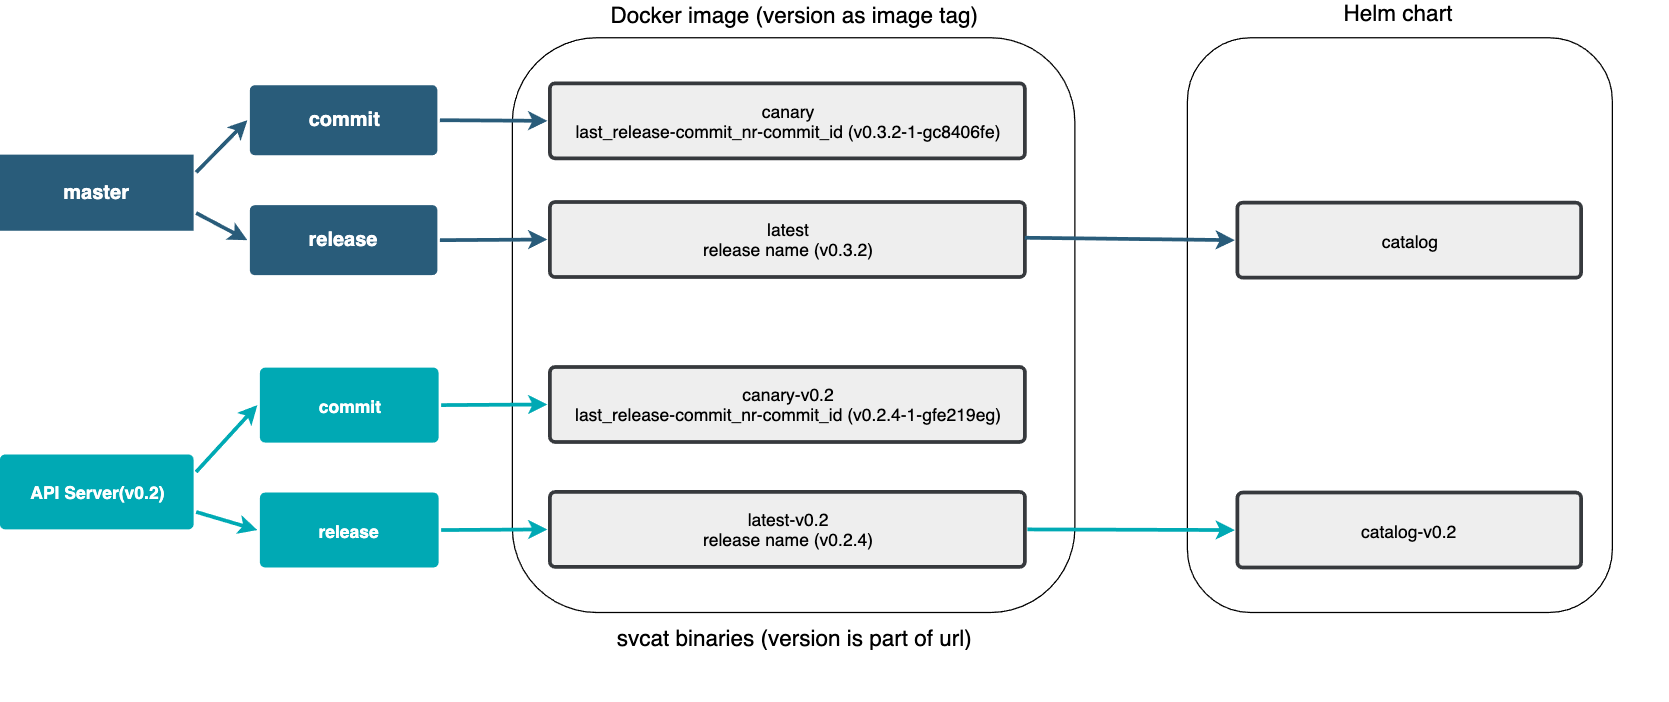 Docker image (version as image tag)
Helm chart
commit
canary
last_release-commit_nr-commit_id (v0.3.2-1-gc8406fe)
master
release
latest
release name (v0.3.2)
catalog
commit
canary-v0.2
last_release-commit_nr-commit_id (v0.2.4-1-gfe219eg)
API Server(v0.2)
release
latest-v0.2
release name (v0.2.4)
catalog-v0.2
svcat binaries (version is part of url)